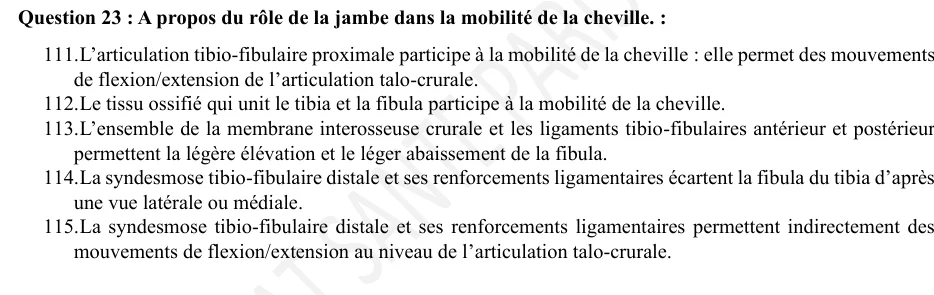 Question 23 : A propos du rôle de la jambe dans la mobilité de la cheville. :
111.L’articulation tibio-fibulaire proximale participe à la mobilité de la cheville : elle permet des mouvements
de flexion/extension de l’articulation talo-crurale.
112.Le tissu ossifié qui unit le tibia et la fibula participe à la mobilité de la cheville.
113.L’ensemble de la membrane interosseuse crurale et les ligaments tibio-fibulaires antérieur et postérieur
permettent la légère élévation et le léger abaissement de la fibula.
114.La syndesmose tibio-fibulaire distale et ses renforcements ligamentaires écartent la fibula du tibia d’après
une vue latérale ou médiale.
115.La syndesmose tibio-fibulaire distale et ses renforcements ligamentaires permettent indirectement des
mouvements de flexion/extension au niveau de l’articulation talo-crurale.